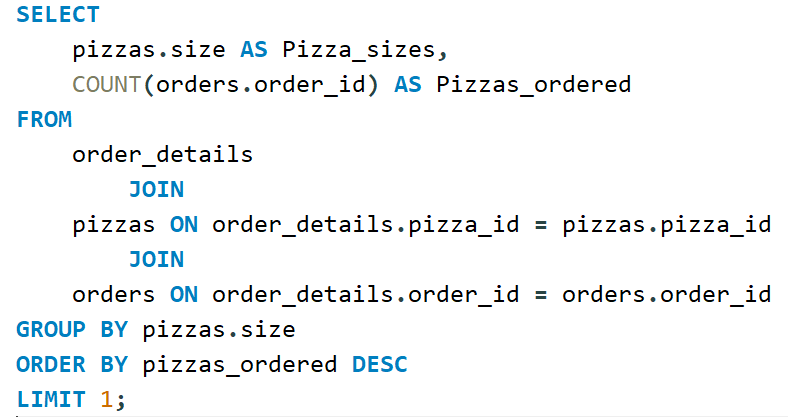 SELECT
pizzas.size AS Pizza_sizes,
COUNT(orders.order_id) AS Pizzas_ordered
FROM
order_details
JOIN
pizzas ON order_details.pizza_id = pizzas.pizza_id
JOIN
orders ON order_details.order_id = orders.order_id
GROUP BY pizzas.size
ORDER BY pizzas_ordered DESC
LIMIT 1;